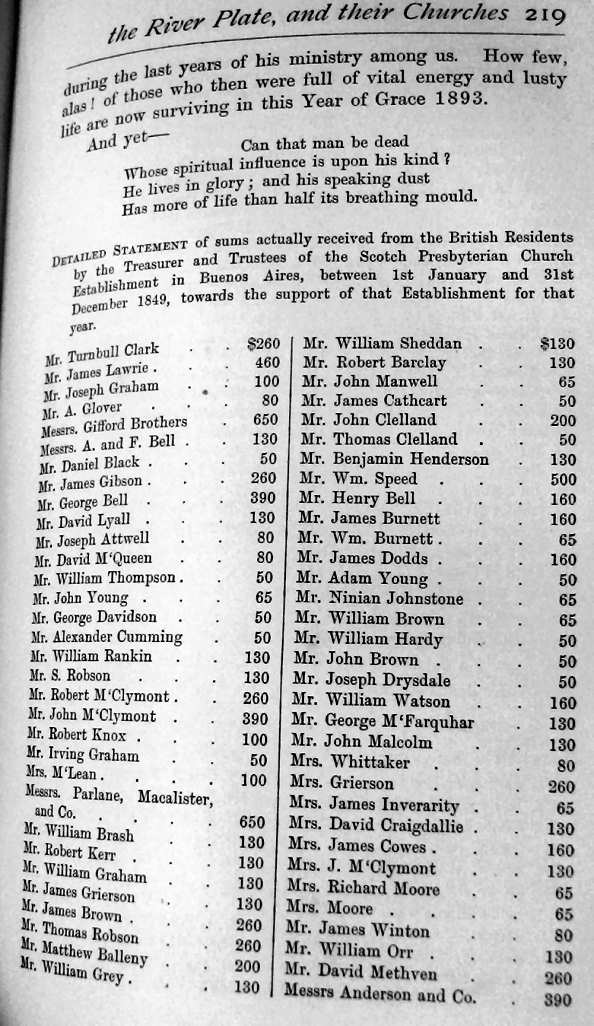 the River Plate, and their Churches 219
during the last years of his ministry among us. How few,
alas! of those who then were full of vital energy and lusty
life are now surviving in this Year of Grace 1893.
And yet—
Can that man be dead
Whose spiritual influence is upon his kind?
He lives in glory; and his speaking dust
Has more of life than half its breathing mould.
DETAILED STATEMENT of sums actually received from the British Residents
by the Treasurer and Trustees of the Scotch Presbyterian Church
Establishment in Buenos Aires, between 1st January and 31st
December 1849, towards the support of that Establishment for that
year.
Mr. Turnbull Clark . . $260
Mr. James Lawrie . . 460
Mr. Joseph Graham . . 100
Mr. A. Glover . . . 80
Messrs. Gifford Brothers . 650
Messrs. A. and F. Bell . . 130
Mr. Daniel Black . . . 50
Mr. James Gibson . . . 260
Mr. George Bell . . . 390
Mr. David Lyall . . . 130
Mr. Joseph Attwell . . 80
Mr. David M'Queen . . 80
Mr. William Thompson . . 50
Mr. John Young . . . 65
Mr. George Davidson . . 50
Mr. Alexander Cumming . 50
Mr. William Rankin . . 130
Mr. S. Robson . . . 130
Mr. Robert M'Clymont . . 260
Mr. John M'Clymont . . 390
Mr. Robert Knox . . . 100
Mr. Irving Graham . . 50
Mrs. M'Lean . . . . 100
Messrs. Parlane, Macalister,
and Co. . . . . 650
Mr. William Brash . . 130
Mr. Robert Kerr . . . 130
Mr. William Graham . . 130
Mr. James Grierson . . 130
Mr. James Brown . . . 260
Mr. Thomas Robson . . 260
Mr. Matthew Balleny . . 200
Mr. William Grey . . . 130
Mr. William Sheddan . . $130
Mr. Robert Barclay . . 130
Mr. John Manwell . . 65
Mr. James Cathcart . . 50
Mr. John Clelland . . 200
Mr. Thomas Clelland . . 50
Mr. Benjamin Henderson . 130
Mr. Wm. Speed . . . 500
Mr. Henry Bell . . . 160
Mr. James Burnett . . 160
Mr. Wm. Burnett . . . 65
Mr. James Dodds . . . 160
Mr. Adam Young . . . 50
Mr. Ninian Johnstone . . 65
Mr. William Brown . . 65
Mr. William Hardy . . 50
Mr. John Brown . . . 50
Mr. Joseph Drysdale . . 50
Mr. William Watson . . 160
Mr. George M'Farquhar . 130
Mr. John Malcolm . . 130
Mrs. Whittaker . . . 80
Mrs. Grierson . . . 260
Mrs. James Inverarity . . 65
Mrs. David Craigdallie . . 130
Mrs. James Cowes . . . 160
Mrs. J. M'Clymont . . 130
Mrs. Richard Moore . . 65
Mrs. Moore . . . . 65
Mr. James Winton . . 80
Mr. William Orr . . . 130
Mr. David Methven . . 260
Messrs Anderson and Co. . 390